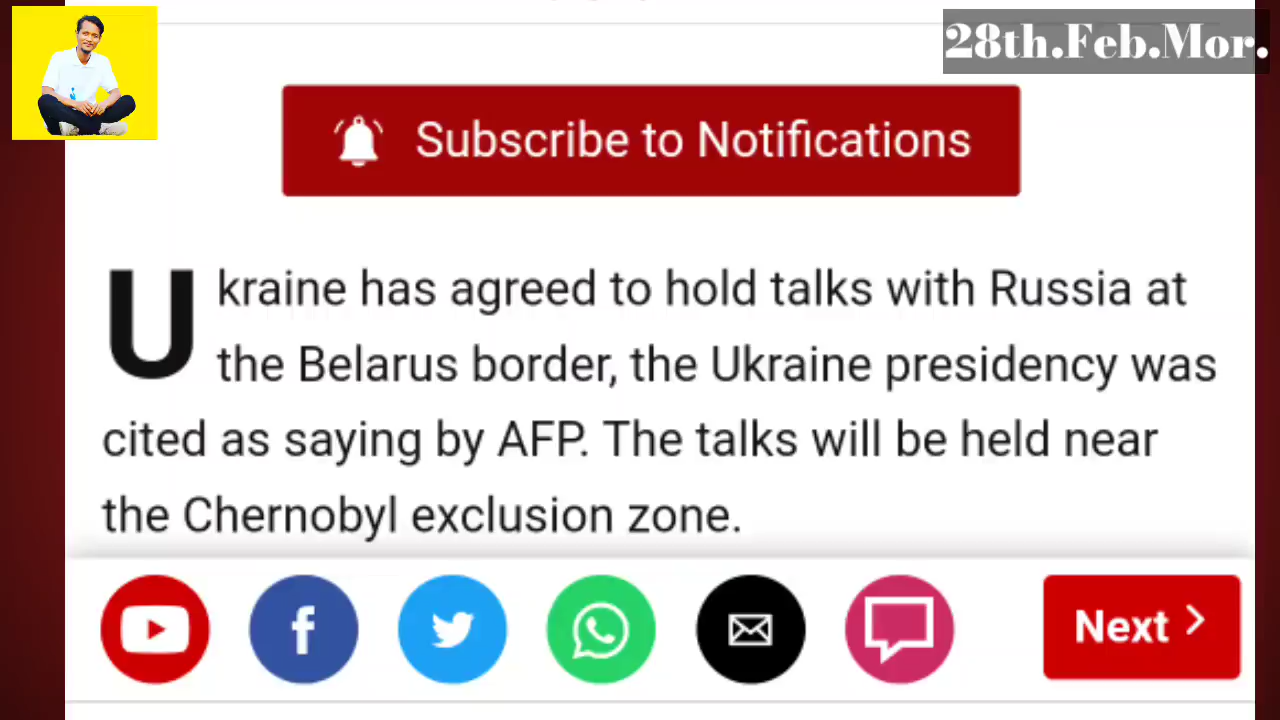 28th.Feb.Mor.
Subscribe to Notifications
Ukraine has agreed to hold talks with Russia at
the Belarus border, the Ukraine presidency was
cited as saying by AFP. The talks will be held near
the Chernobyl exclusion zone.
Next